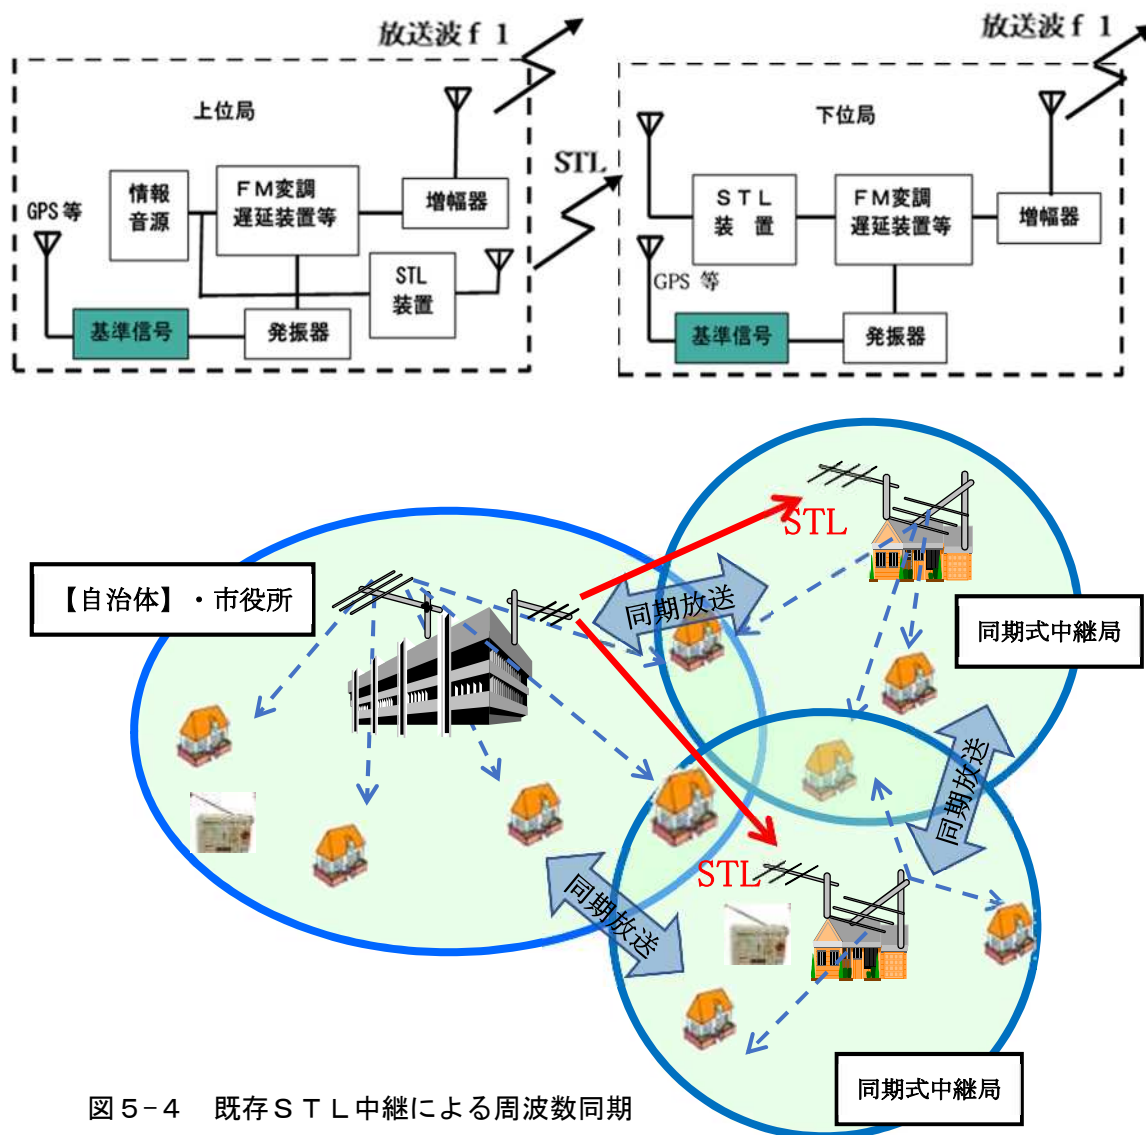 放送波ｆ１
放送波ｆ１
上位局
下位局
STL
情報
音源
ＦＭ変調
遅延装置等
増幅器
GPS 等
STL
装置
基準信号
発振器
ＳＴＬ
装　置
ＦＭ変調
遅延装置等
増幅器
GPS 等
基準信号
発振器
STL
【自治体】・市役所
同期放送
同期式中継局
同期放送
STL
同期放送
同期式中継局
図５-４　既存ＳＴＬ中継による周波数同期